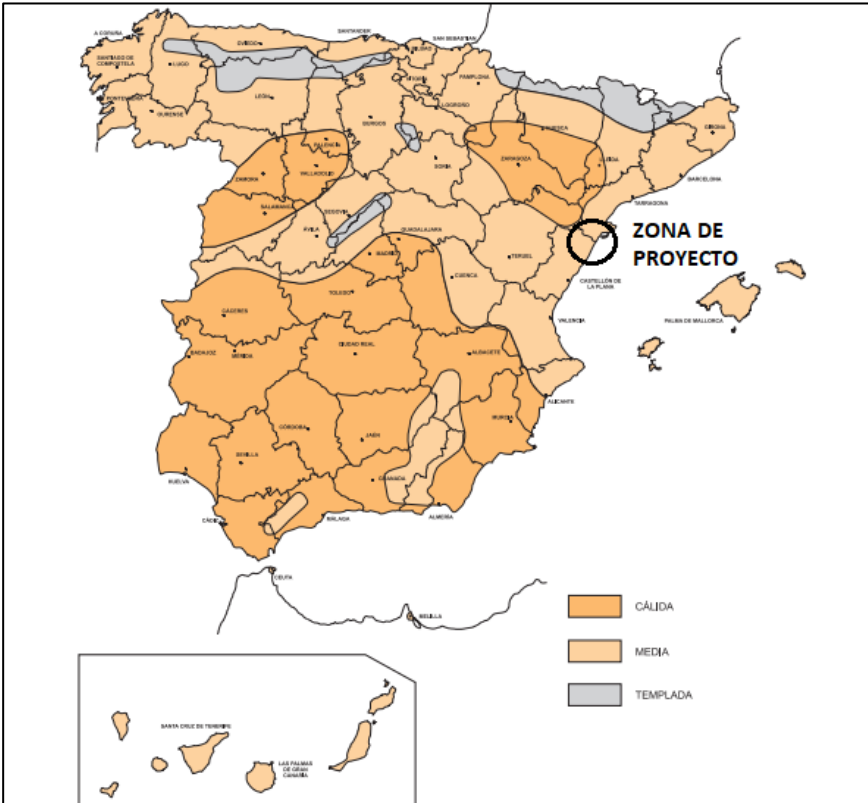 A CORUÑA
SANTIAGO DE
COMPOSTELA
LUGO
PONTEVEDRA
OURENSE
OVIEDO
SANTANDER
BILBAO
SAN SEBASTIAN
VITORIA
PAMPLONA
LEÓN
BURGOS
LOGROÑO
HUESCA
GIRONA
PALENCIA
ZAMORA
VALLADOLID
SORIA
ZARAGOZA
LLEIDA
BARCELONA
TARRAGONA
SALAMANCA
SEGOVIA
ÁVILA
GUADALAJARA
MADRID
TERUEL
ZONA DE
PROYECTO
CUENCA
CASTELLÓN DE
LA PLANA
TOLEDO
CÁCERES
VALENCIA
PALMA DE MALLORCA
BADAJOZ
MÉRIDA
CIUDAD REAL
ALBACETE
ALICANTE
MURCIA
CÓRDOBA
JAÉN
SEVILLA
HUELVA
GRANADA
ALMERÍA
MÁLAGA
CÁDIZ
CEUTA
MELILLA
CÁLIDA
MEDIA
TEMPLADA
SANTA CRUZ DE TENERIFE
LAS PALMAS
DE GRAN
CANARIA